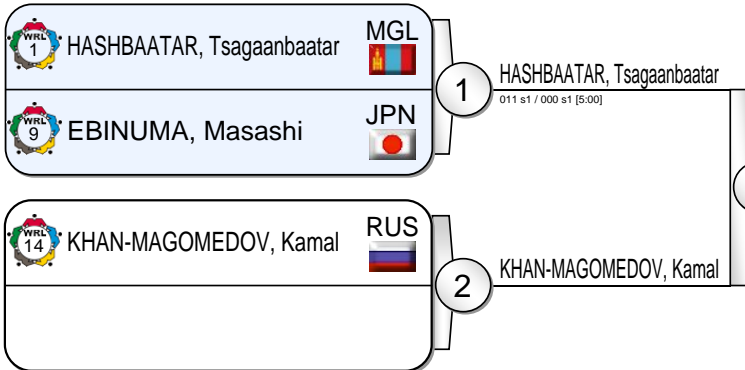 WRL
1
HASHBAATAR, Tsagaanbaatar
MGL
1
HASHBAATAR, Tsagaanbaatar
011 s1 / 000 s1 [5:00]
WRL
9
EBINUMA, Masashi
JPN
WRL
14
KHAN-MAGOMEDOV, Kamal
RUS
2
KHAN-MAGOMEDOV, Kamal